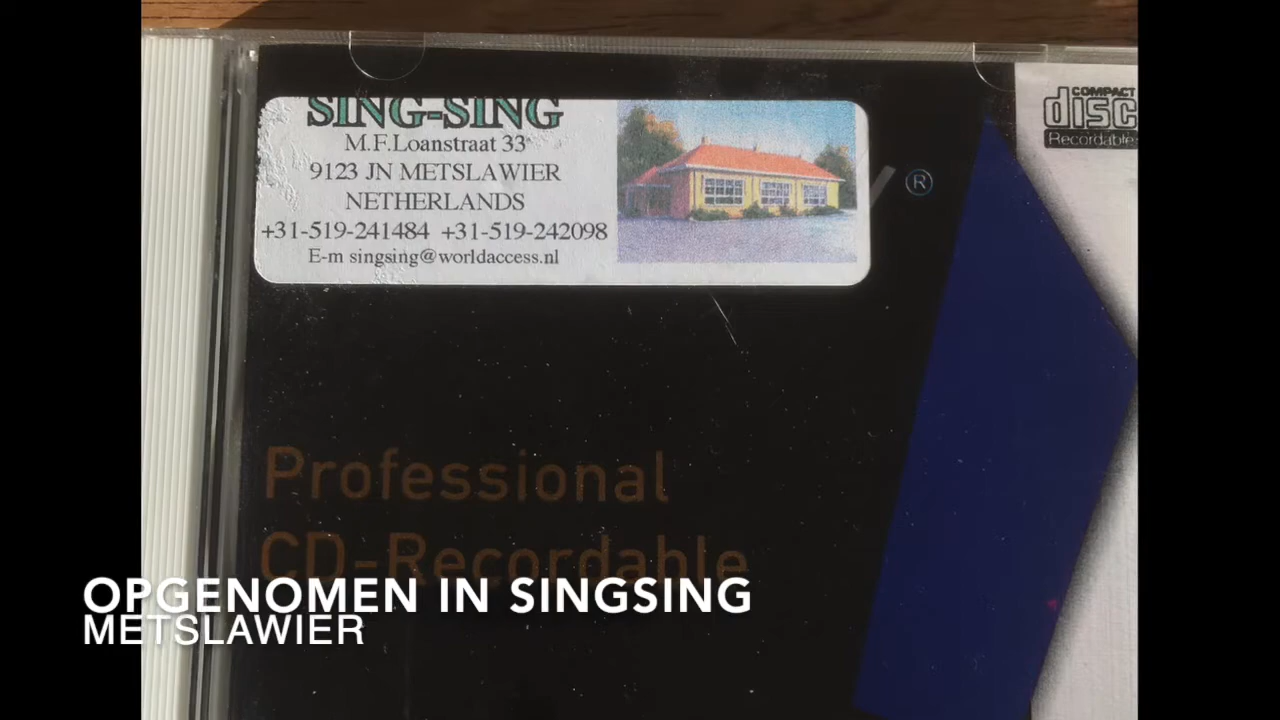 SING-SING
M.F.Loanstraat 33
9123 JN METSLAWIER
NETHERLANDS
+31-519-241484 +31-519-242098
E-m singsing@worldaccess.nl
®
COMPACT
disc
Recordable
Professional
CD-Recordable
OPGENOMEN IN SINGSING
METSLAWIER